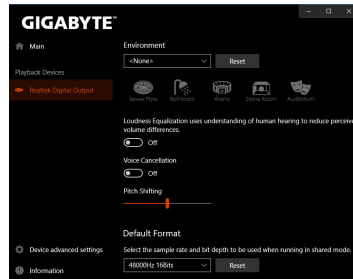 GIGABYTE™
Main
Playback Devices
Realtek Digital Output
Environment
<None>
Reset
Sewer Pipe
Bathroom
Arena
Stone Room
Auditorium
Loudness Equalization uses understanding of human hearing to reduce perceive
volume differences.
Off
Voice Cancellation
Off
Pitch Shifting
Default Format
Device advanced settings
Select the sample rate and bit depth to be used when running in shared mode.
Information
48000Hz 16Bits
Reset